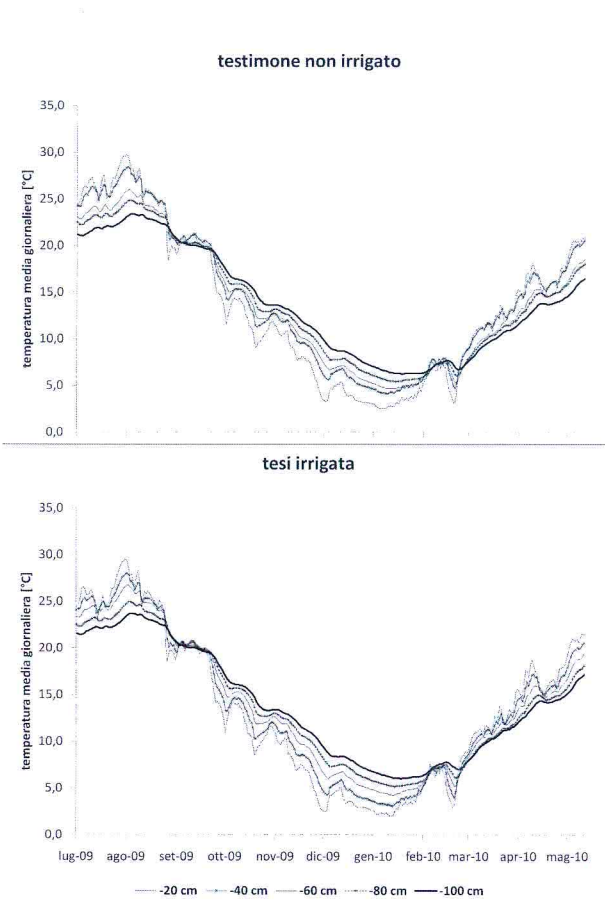 testimone non irrigato
temperatura media giornaliera [°C]
35,0
30,0
25,0
20,0
15,0
10,0
5,0
0,0
tesi irrigata
temperatura media giornaliera [°C]
35,0
30,0
25,0
20,0
15,0
10,0
5,0
0,0
lug-09 ago-09 set-09 ott-09 nov-09 dic-09 gen-10 feb-10 mar-10 apr-10 mag-10
-20 cm -40 cm -60 cm -80 cm -100 cm